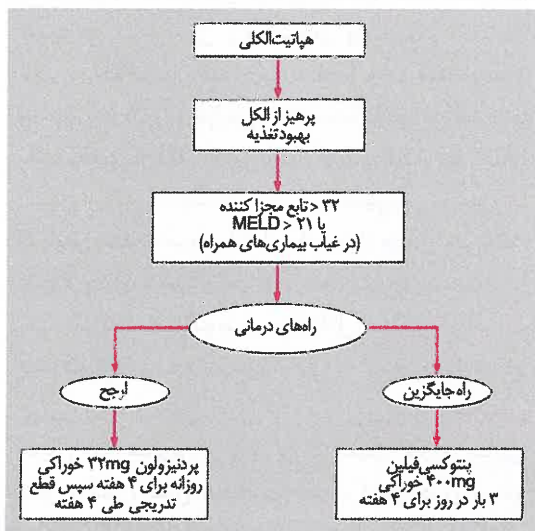 هپاتیت الکلی
پرهیز از الکل
بهبود تغذیه
۳۲ < تابع مجزا کننده
یا ۲۱ < MELD
(در غیاب بیماری‌های همراه)
راه‌های درمانی
ارجح
راه جایگزین
پردنیزولون ۳۲mg خوراکی
روزانه برای ۴ هفته سپس قطع
تدریجی طی ۴ هفته
پنتوکسی‌فیلین
۴۰۰mg خوراکی
۳ بار در روز برای ۴ هفته